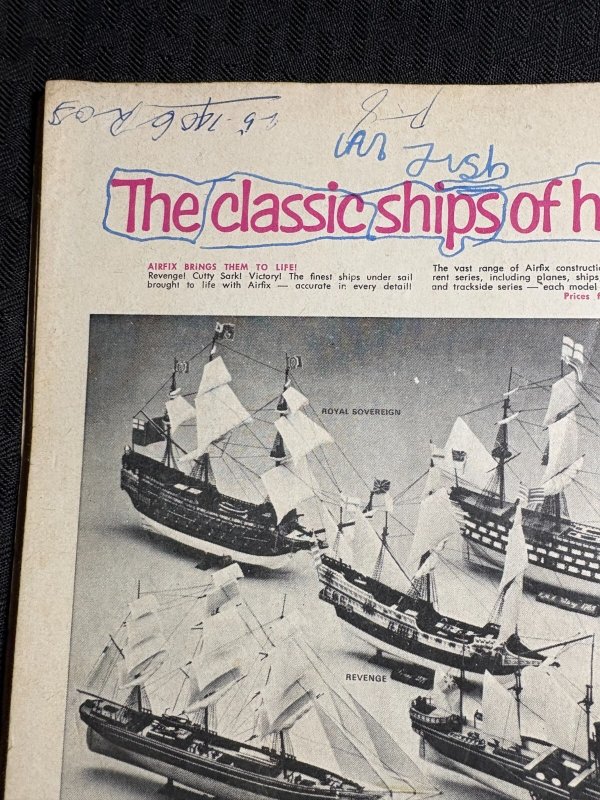 The classic ships of h
AIRFIX BRINGS THEM TO LIFE!
Revenge! Cutty Sark! Victory! The finest ships under sail
brought to life with Airfix — accurate in every detail!
The vast range of Airfix constructi
rent series, including planes, ships,
and trackside series — each model
Prices f
ROYAL SOVEREIGN
REVENGE